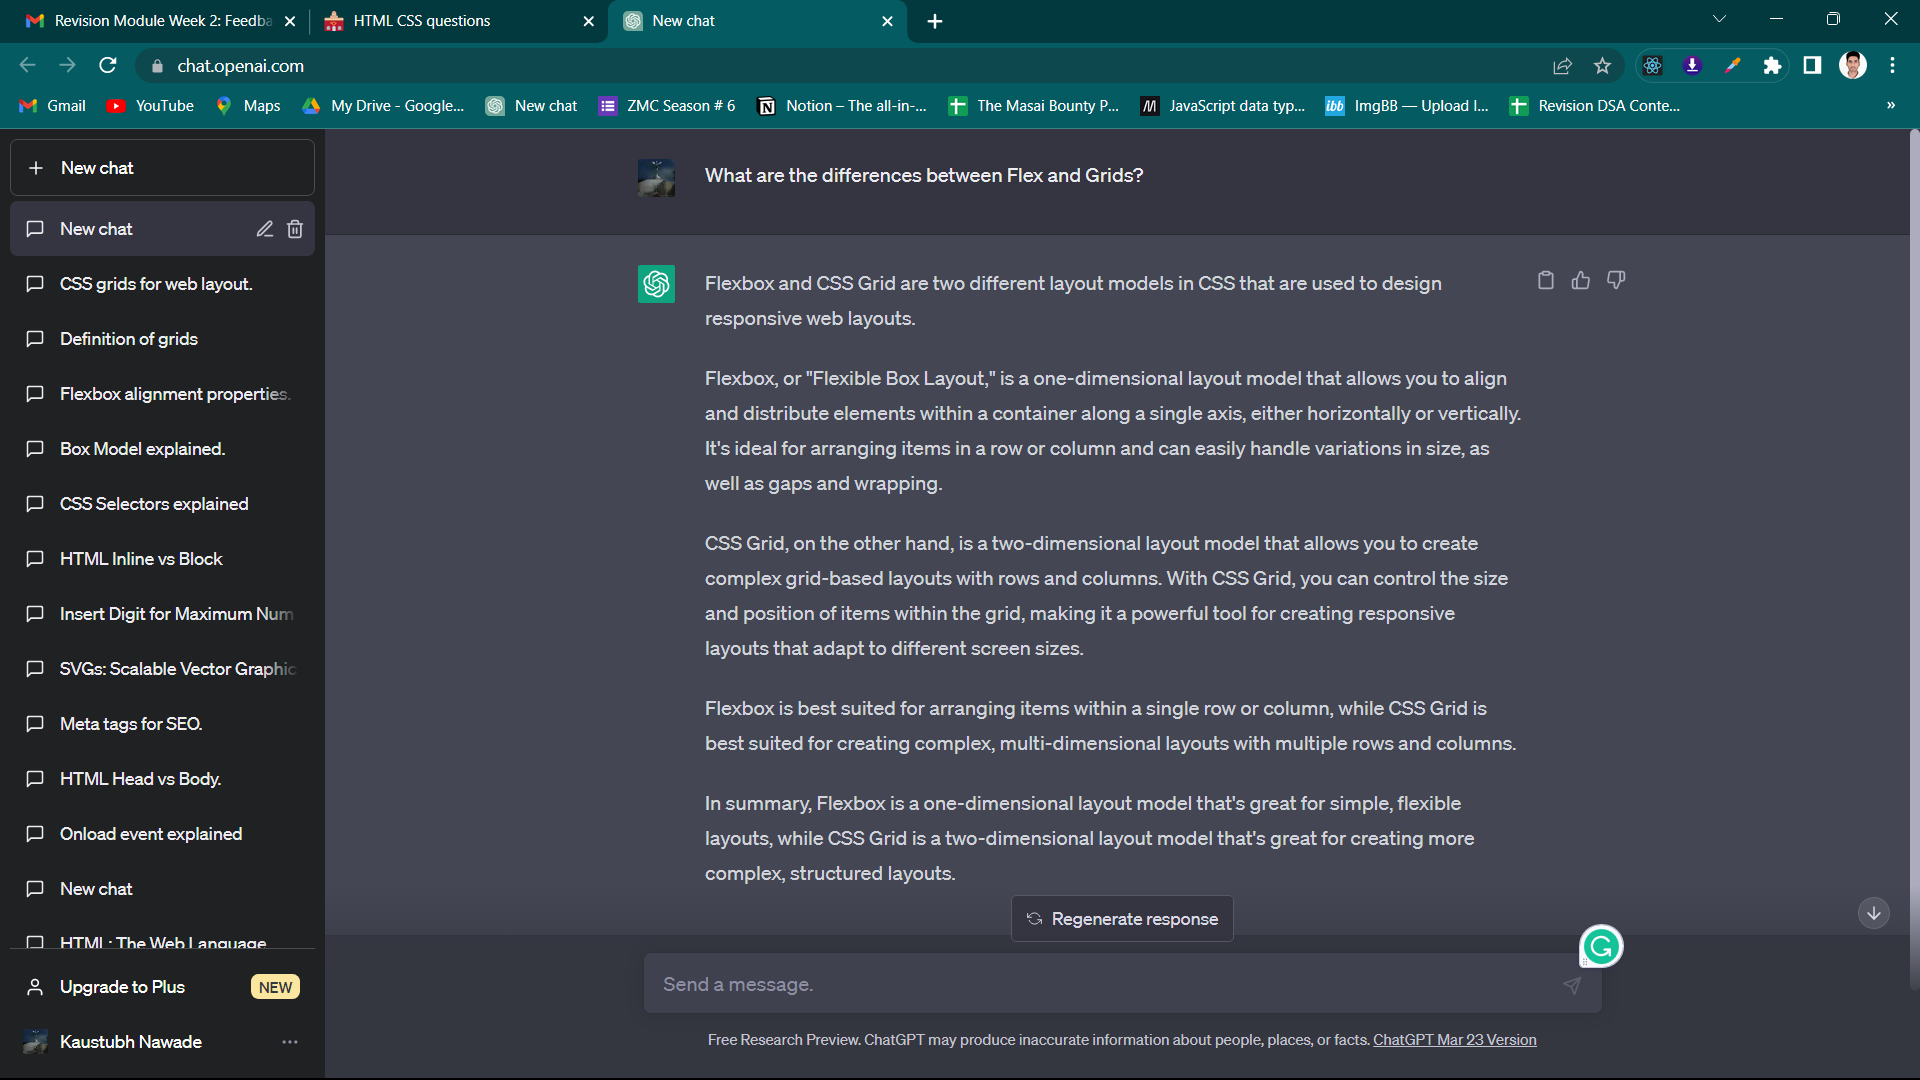 Revision Module Week 2: Feedba
HTML CSS questions
New chat
chat.openai.com
Gmail
YouTube
Maps
My Drive - Google...
New chat
ZMC Season # 6
Notion – The all-in-...
The Masai Bounty P...
M
JavaScript data typ...
ibb
ImgBB — Upload I...
Revision DSA Conte...
»
New chat
New chat
CSS grids for web layout.
Definition of grids
Flexbox alignment properties.
Box Model explained.
CSS Selectors explained
HTML Inline vs Block
Insert Digit for Maximum Num
SVGs: Scalable Vector Graphic
Meta tags for SEO.
HTML Head vs Body.
Onload event explained
New chat
HTML: The Web Language
Upgrade to Plus
NEW
Kaustubh Nawade
What are the differences between Flex and Grids?
Flexbox and CSS Grid are two different layout models in CSS that are used to design
responsive web layouts.
Flexbox, or "Flexible Box Layout," is a one-dimensional layout model that allows you to align
and distribute elements within a container along a single axis, either horizontally or vertically.
It's ideal for arranging items in a row or column and can easily handle variations in size, as
well as gaps and wrapping.
CSS Grid, on the other hand, is a two-dimensional layout model that allows you to create
complex grid-based layouts with rows and columns. With CSS Grid, you can control the size
and position of items within the grid, making it a powerful tool for creating responsive
layouts that adapt to different screen sizes.
Flexbox is best suited for arranging items within a single row or column, while CSS Grid is
best suited for creating complex, multi-dimensional layouts with multiple rows and columns.
In summary, Flexbox is a one-dimensional layout model that's great for simple, flexible
layouts, while CSS Grid is a two-dimensional layout model that's great for creating more
complex, structured layouts.
Regenerate response
Send a message.
Free Research Preview. ChatGPT may produce inaccurate information about people, places, or facts. ChatGPT Mar 23 Version